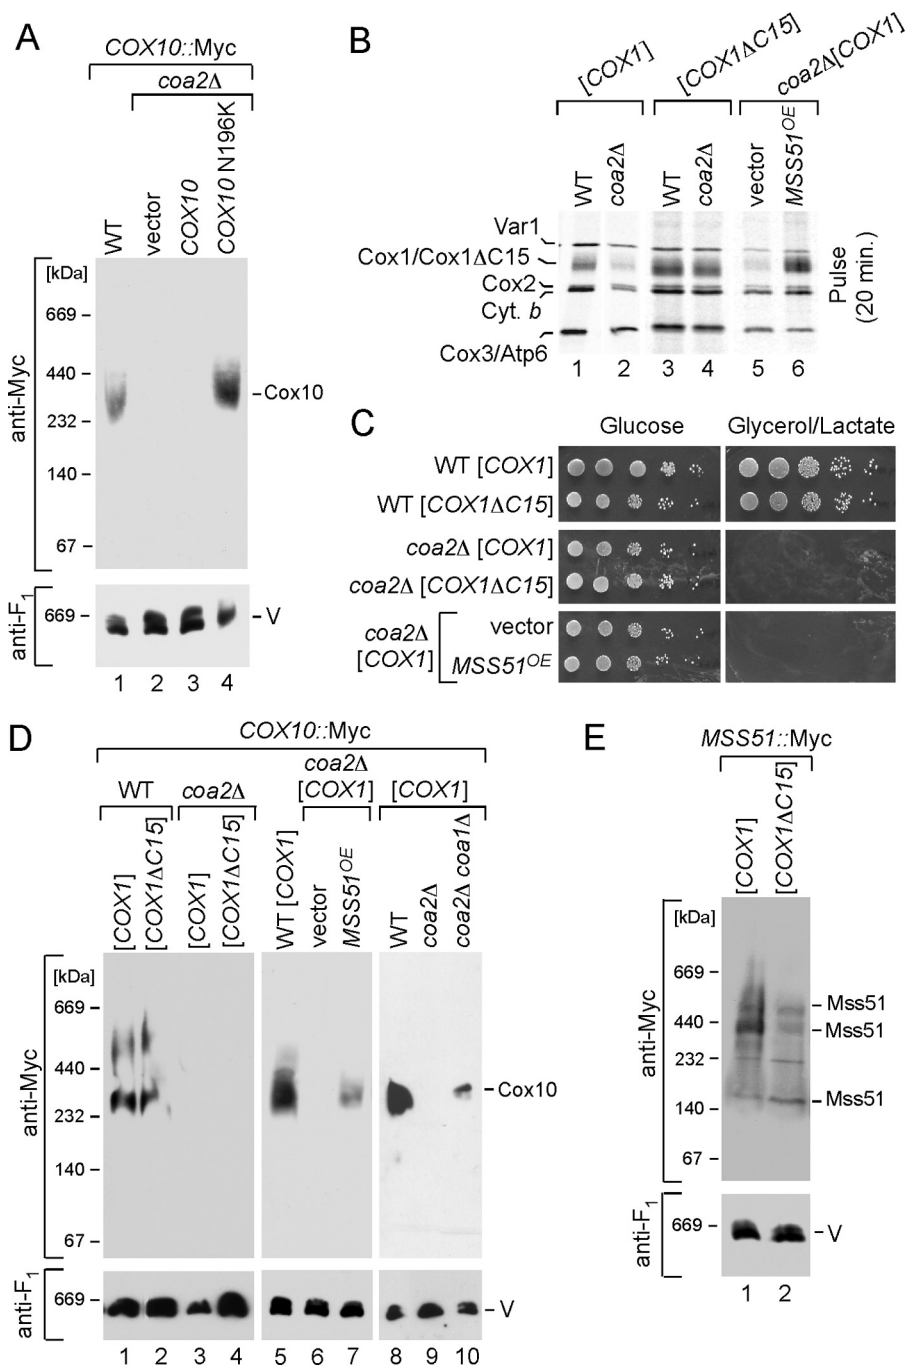 A
COX10::Myc
coa2Δ
WT
vector
COX10
COX10 N196K
[kDa]
669
440
232
140
67
anti-Myc
Cox10
anti-F1
669
V
1 2 3 4
B
[COX1]
[COX1ΔC15]
coa2Δ[COX1]
WT
coa2Δ
WT
coa2Δ
vector
MSS51OE
Var1
Cox1/Cox1ΔC15
Cox2
Cyt. b
Cox3/Atp6
Pulse
(20 min.)
1 2 3 4 5 6
C
Glucose Glycerol/Lactate
WT [COX1]
WT [COX1ΔC15]
coa2Δ [COX1]
coa2Δ [COX1ΔC15]
coa2Δ
[COX1]
vector
MSS51OE
D
COX10::Myc
WT
coa2Δ
coa2Δ
[COX1]
[COX1]
[COX1]
[COX1ΔC15]
[COX1]
[COX1ΔC15]
WT [COX1]
vector
MSS51OE
WT
coa2Δ
coa2Δ coa1Δ
[kDa]
669
440
232
140
67
anti-Myc
Cox10
anti-F1
669
V
1 2 3 4 5 6 7 8 9 10
E
MSS51::Myc
[COX1]
[COX1ΔC15]
[kDa]
669
440
232
140
67
anti-Myc
Mss51
Mss51
Mss51
anti-F1
669
V
1 2